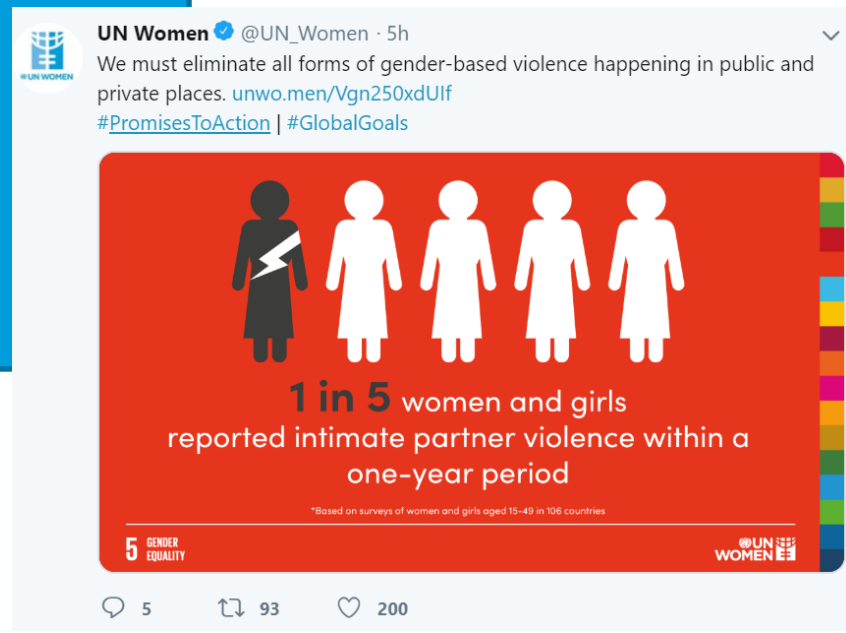 UN Women @UN_Women · 5h
We must eliminate all forms of gender-based violence happening in public and
private places. unwo.men/Vgn250xdUIf
#PromisesToAction | #GlobalGoals
UN WOMEN
1 in 5 women and girls
reported intimate partner violence within a
one-year period
*Based on surveys of women and girls aged 15-49 in 106 countries
5 GENDER
EQUALITY
UN
WOMEN
5 93 200